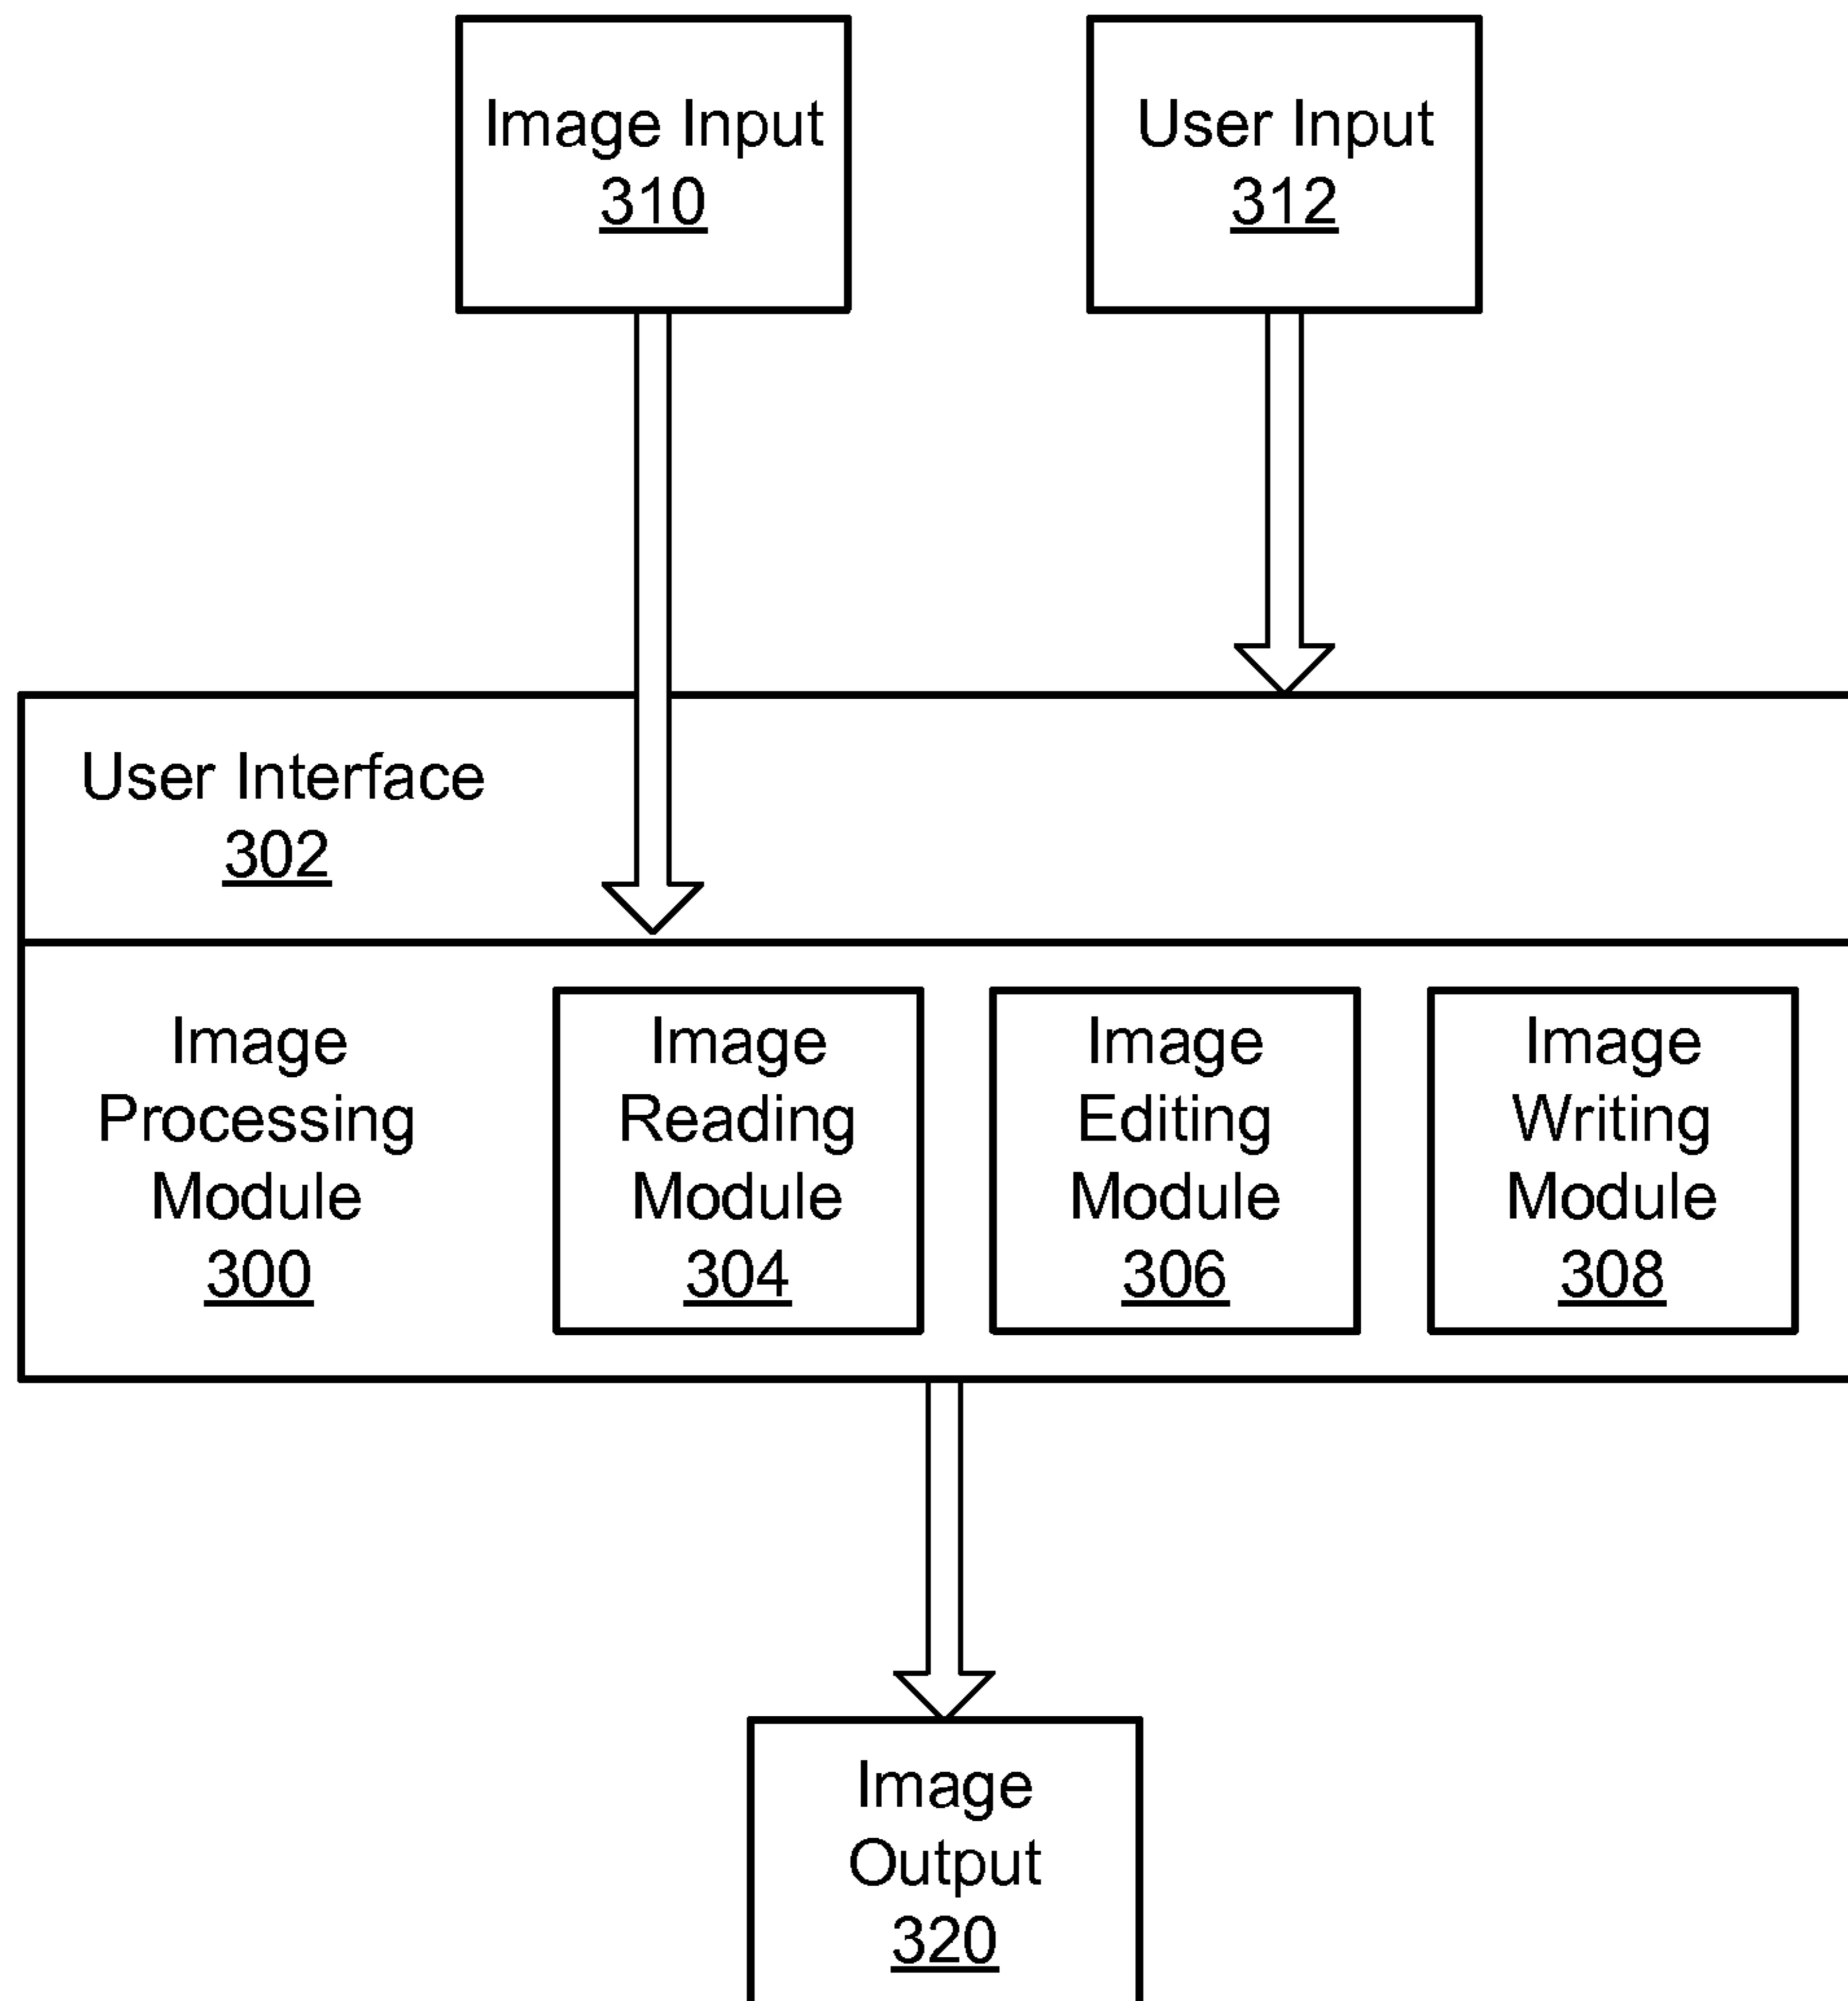 Image Input
310
User Input
312
User Interface
302
Image
Processing
Module
300
Image
Reading
Module
304
Image
Editing
Module
306
Image
Writing
Module
308
Image
Output
320